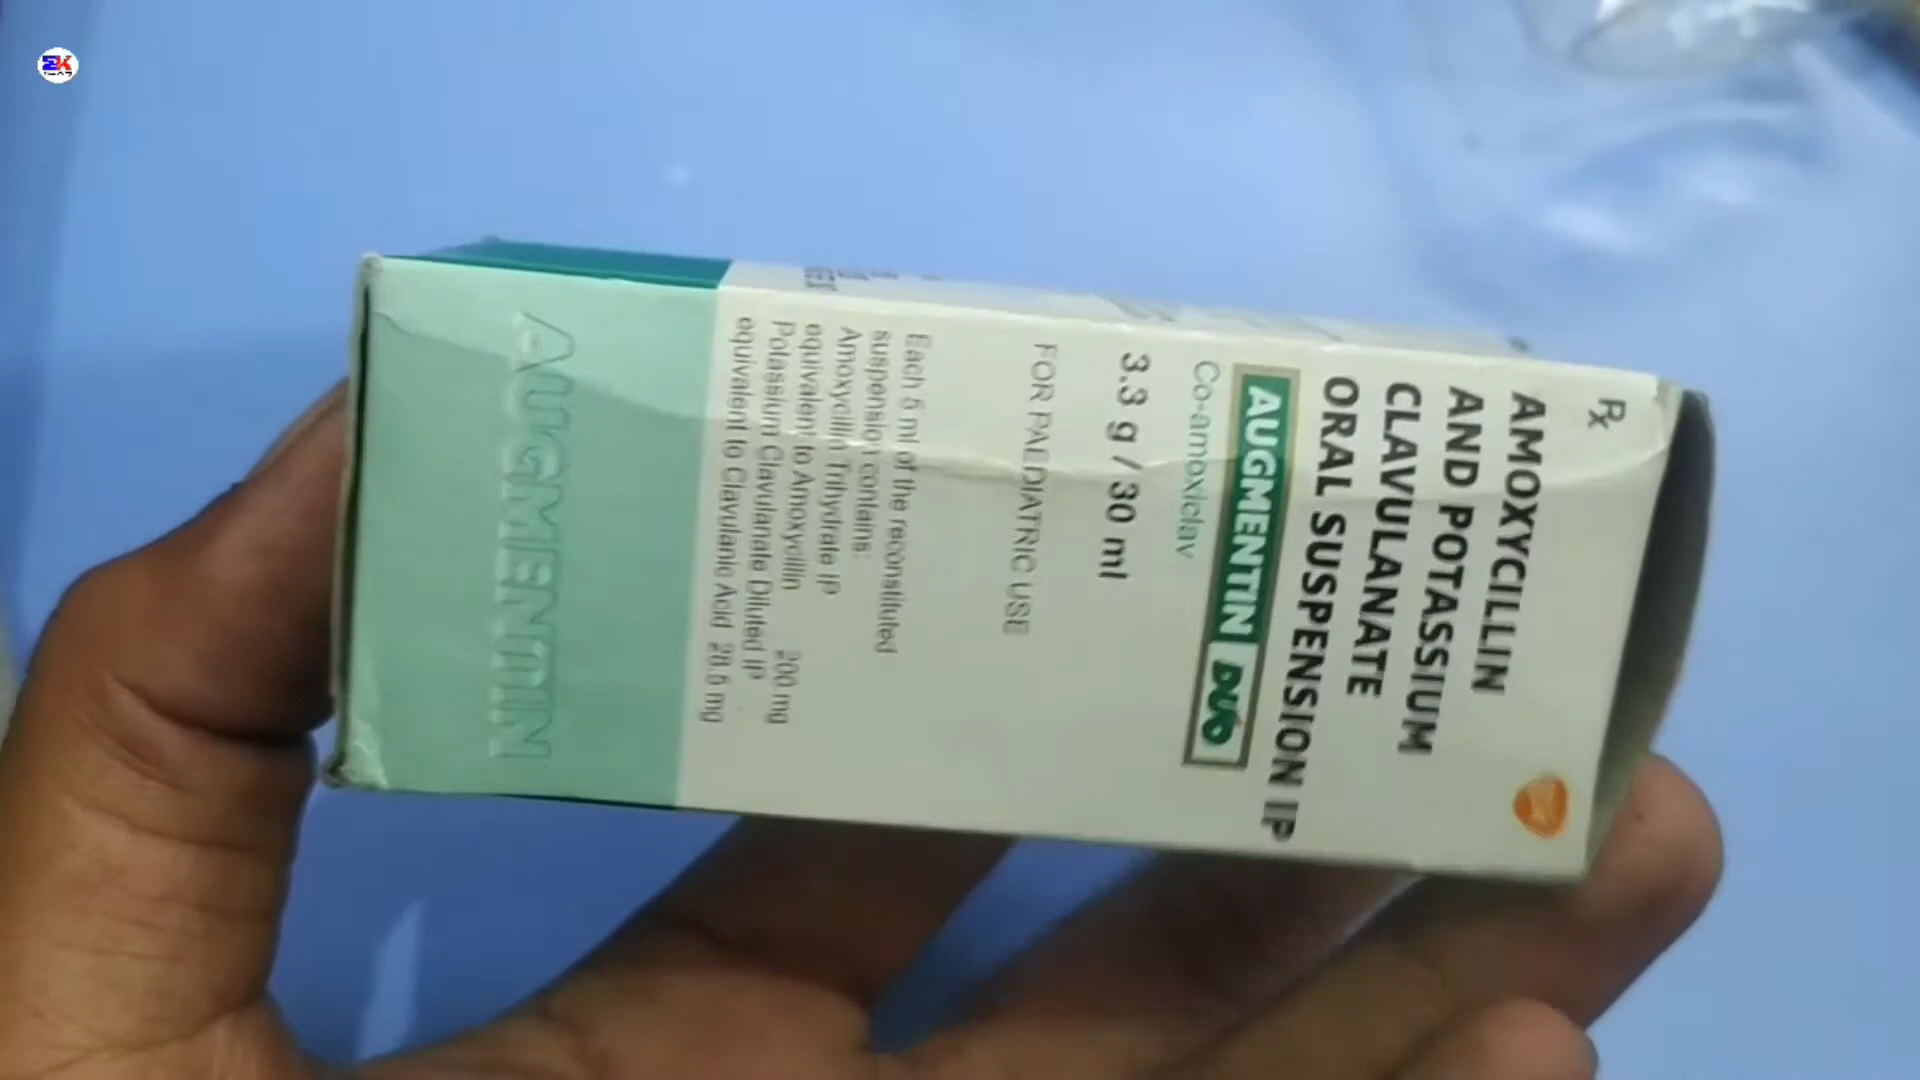 Rx
AMOXYCILLIN
AND POTASSIUM
CLAVULANATE
ORAL SUSPENSION IP
AUGMENTIN DUO
Co-amoxiclav
3.3 g / 30 ml
FOR PAEDIATRIC USE
Each 5 ml of the reconstituted
suspension contains:
Amoxycillin Trihydrate IP
equivalent to Amoxycillin 200 mg
Potassium Clavulanate Diluted IP
equivalent to Clavulanic Acid 28.5 mg
AUGMENTIN